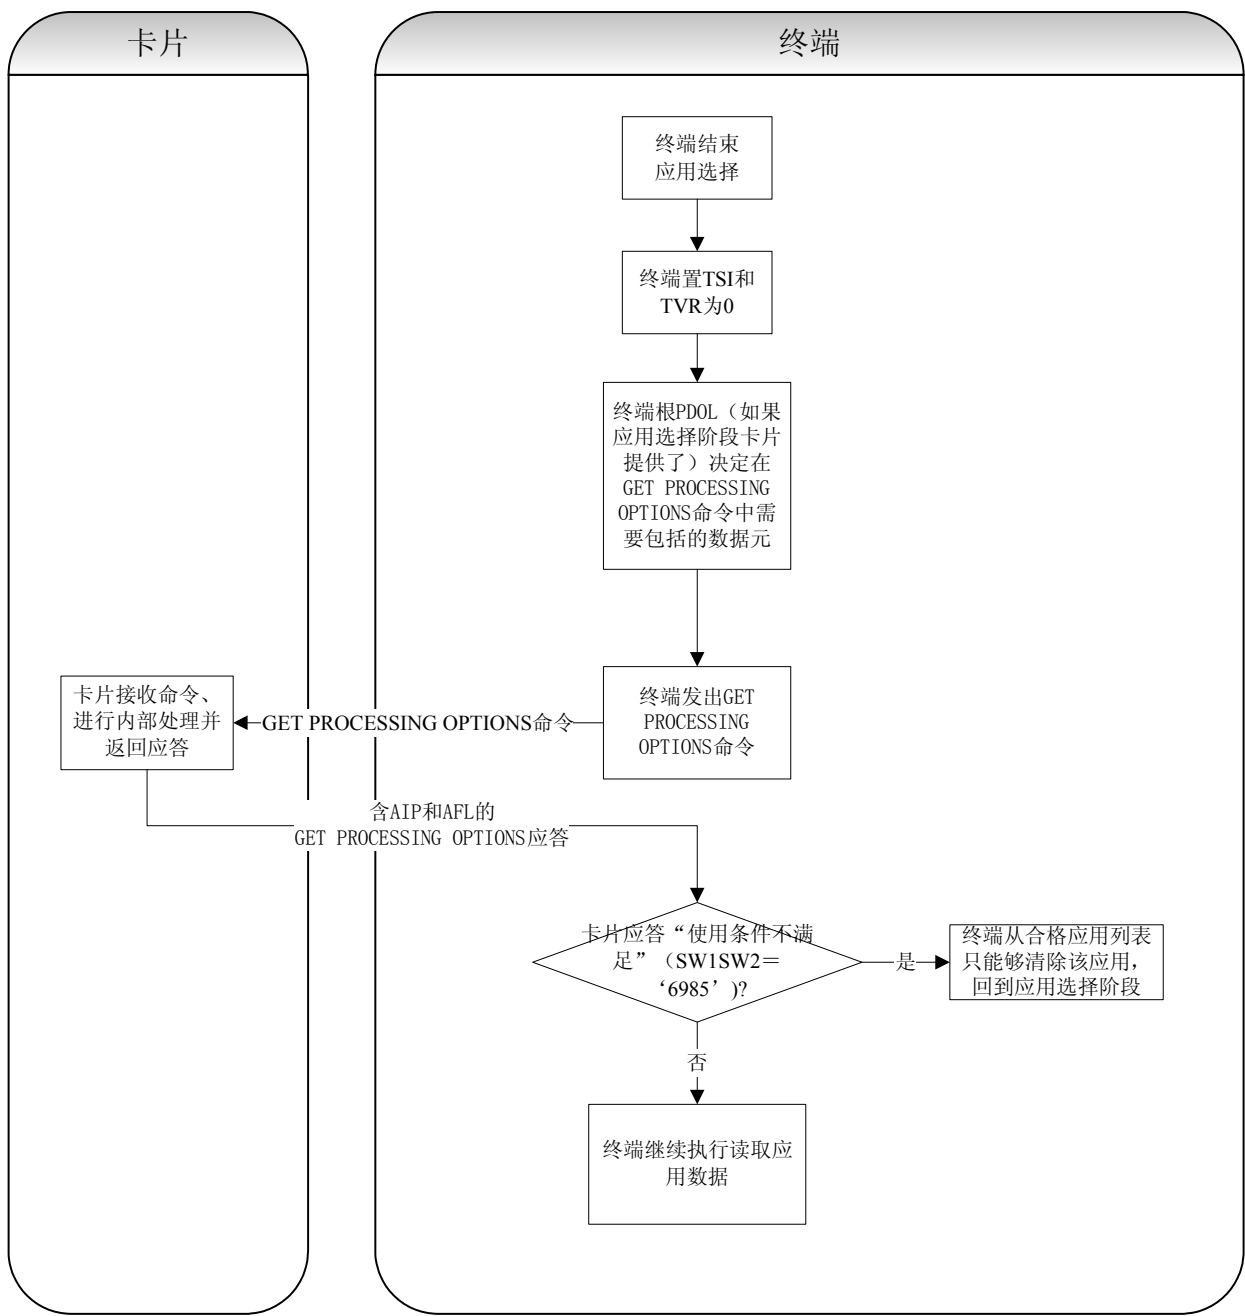 卡片
终端
终端结束
应用选择
终端置TSI和
TVR为0
终端根PDOL（如果
应用选择阶段卡片
提供了）决定在
GET PROCESSING
OPTIONS命令中需
要包括的数据元
卡片接收命令、
进行内部处理并
返回应答
GET PROCESSING OPTIONS命令
终端发出GET
PROCESSING
OPTIONS命令
含AIP和AFL的
GET PROCESSING OPTIONS应答
卡片应答“使用条件不满
足”（SW1SW2＝
‘6985’)?
是
终端从合格应用列表
只能够清除该应用，
回到应用选择阶段
否
终端继续执行读取应
用数据